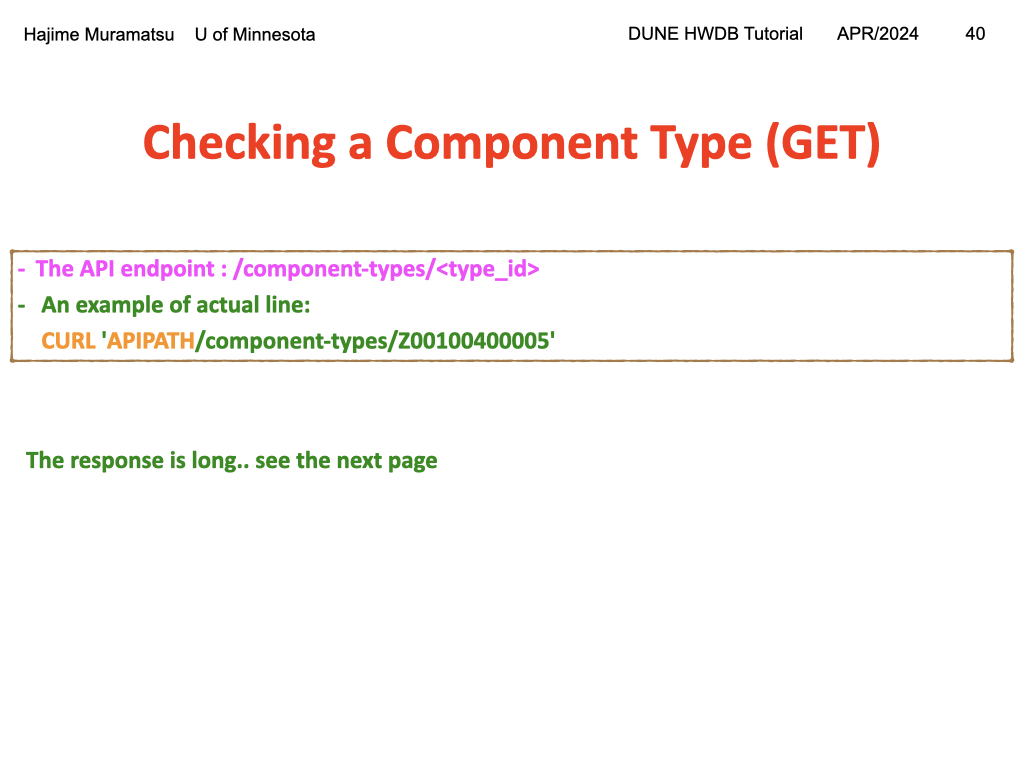 Hajime Muramatsu U of Minnesota DUNE HWDB Tutorial APR/2024 40
Checking a Component Type (GET)
- The API endpoint : /component-types/<type_id>
- An example of actual line:
CURL 'APIPATH/component-types/Z00100400005'
The response is long.. see the next page